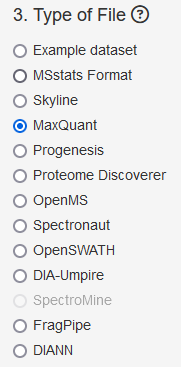 3. Type of File ?
Example dataset
MSstats Format
Skyline
MaxQuant
Progenesis
Proteome Discoverer
OpenMS
Spectronaut
OpenSWATH
DIA-Umpire
SpectroMine
FragPipe
DIANN